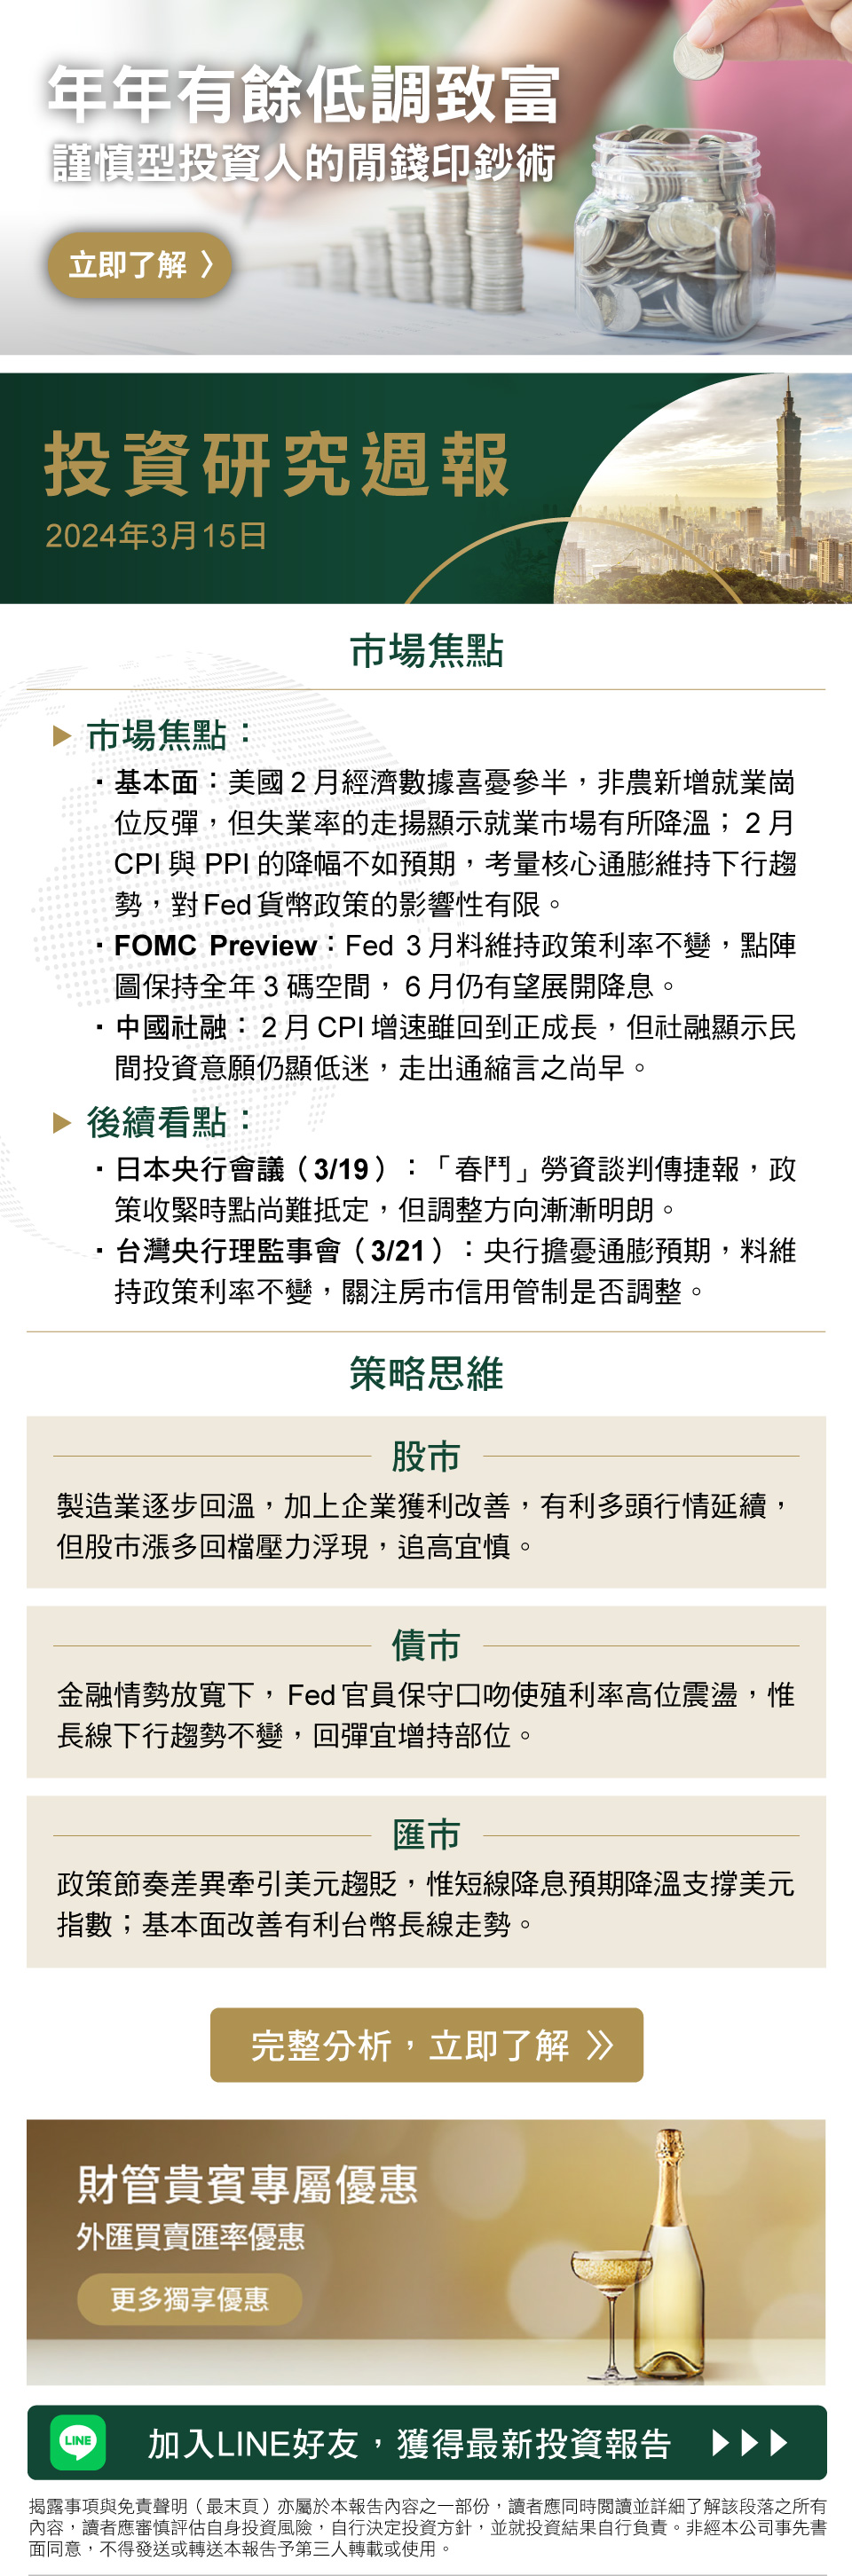 年年有餘低調致富
謹慎型投資人的閒錢印鈔術
立即了解 〉
投資研究週報
2024年3月15日
市場焦點
▶ 市場焦點：
・基本面：美國 2 月經濟數據喜憂參半，非農新增就業崗
位反彈，但失業率的走揚顯示就業市場有所降溫； 2 月
CPI 與 PPI 的降幅不如預期，考量核心通膨維持下行趨
勢，對 Fed 貨幣政策的影響性有限。
・FOMC Preview：Fed 3 月料維持政策利率不變，點陣
圖保持全年 3 碼空間， 6 月仍有望展開降息。
・中國社融： 2 月 CPI 增速雖回到正成長，但社融顯示民
間投資意願仍顯低迷，走出通縮言之尚早。
▶ 後續看點：
・日本央行會議（3/19）：「春鬥」勞資談判傳捷報，政
策收緊時點尚難抵定，但調整方向漸漸明朗。
・台灣央行理監事會（3/21）：央行擔憂通膨預期，料維
持政策利率不變，關注房市信用管制是否調整。
策略思維
股市
製造業逐步回溫，加上企業獲利改善，有利多頭行情延續，
但股市漲多回檔壓力浮現，追高宜慎。
債市
金融情勢放寬下， Fed 官員保守口吻使殖利率高位震盪，惟
長線下行趨勢不變，回彈宜增持部位。
匯市
政策節奏差異牽引美元趨貶，惟短線降息預期降溫支撐美元
指數；基本面改善有利台幣長線走勢。
完整分析，立即了解 》
財管貴賓專屬優惠
外匯買賣匯率優惠
更多獨享優惠
LINE 加入LINE好友，獲得最新投資報告 ▶▶▶
揭露事項與免責聲明（最末頁）亦屬於本報告內容之一部份，讀者應同時閱讀並詳細了解該段落之所有
內容，讀者應審慎評估自身投資風險，自行決定投資方針，並就投資結果自行負責。非經本公司事先書
面同意，不得發送或轉送本報告予第三人轉載或使用。